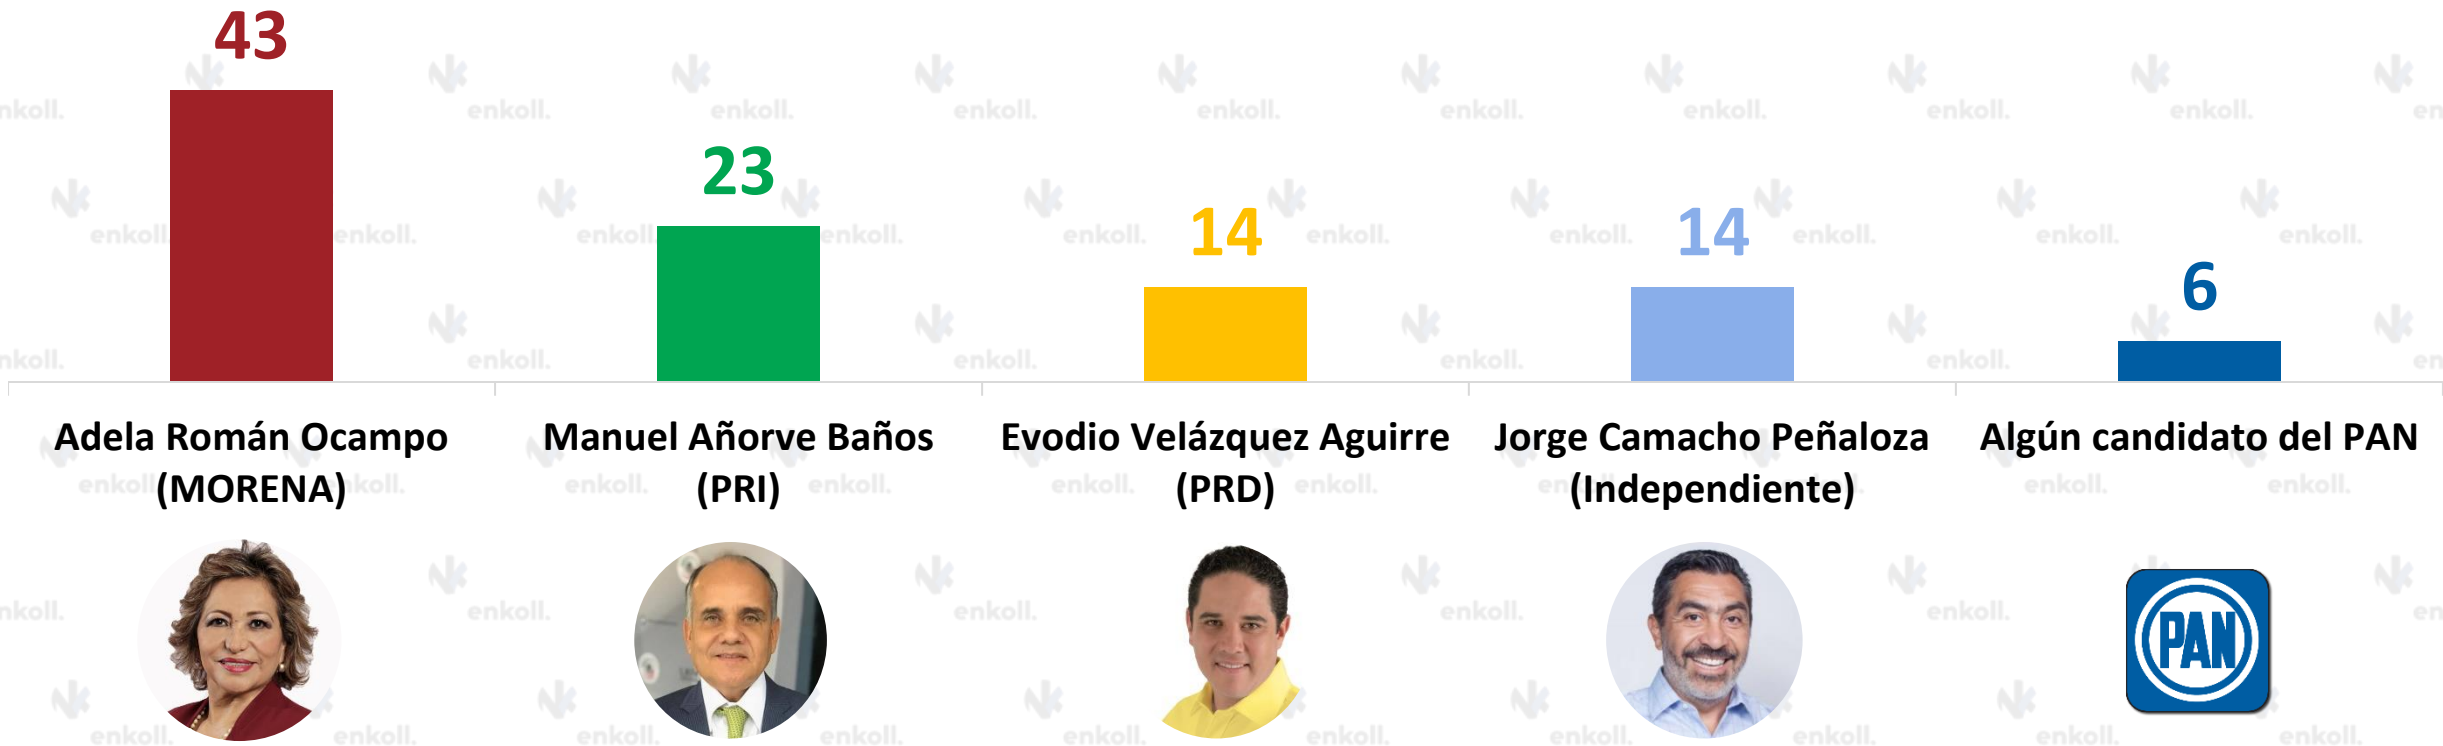 43
23
14
14
6
Adela Román Ocampo
(MORENA)
Manuel Añorve Baños
(PRI)
Evodio Velázquez Aguirre
(PRD)
Jorge Camacho Peñaloza
(Independiente)
Algún candidato del PAN
PAN
enkoll.